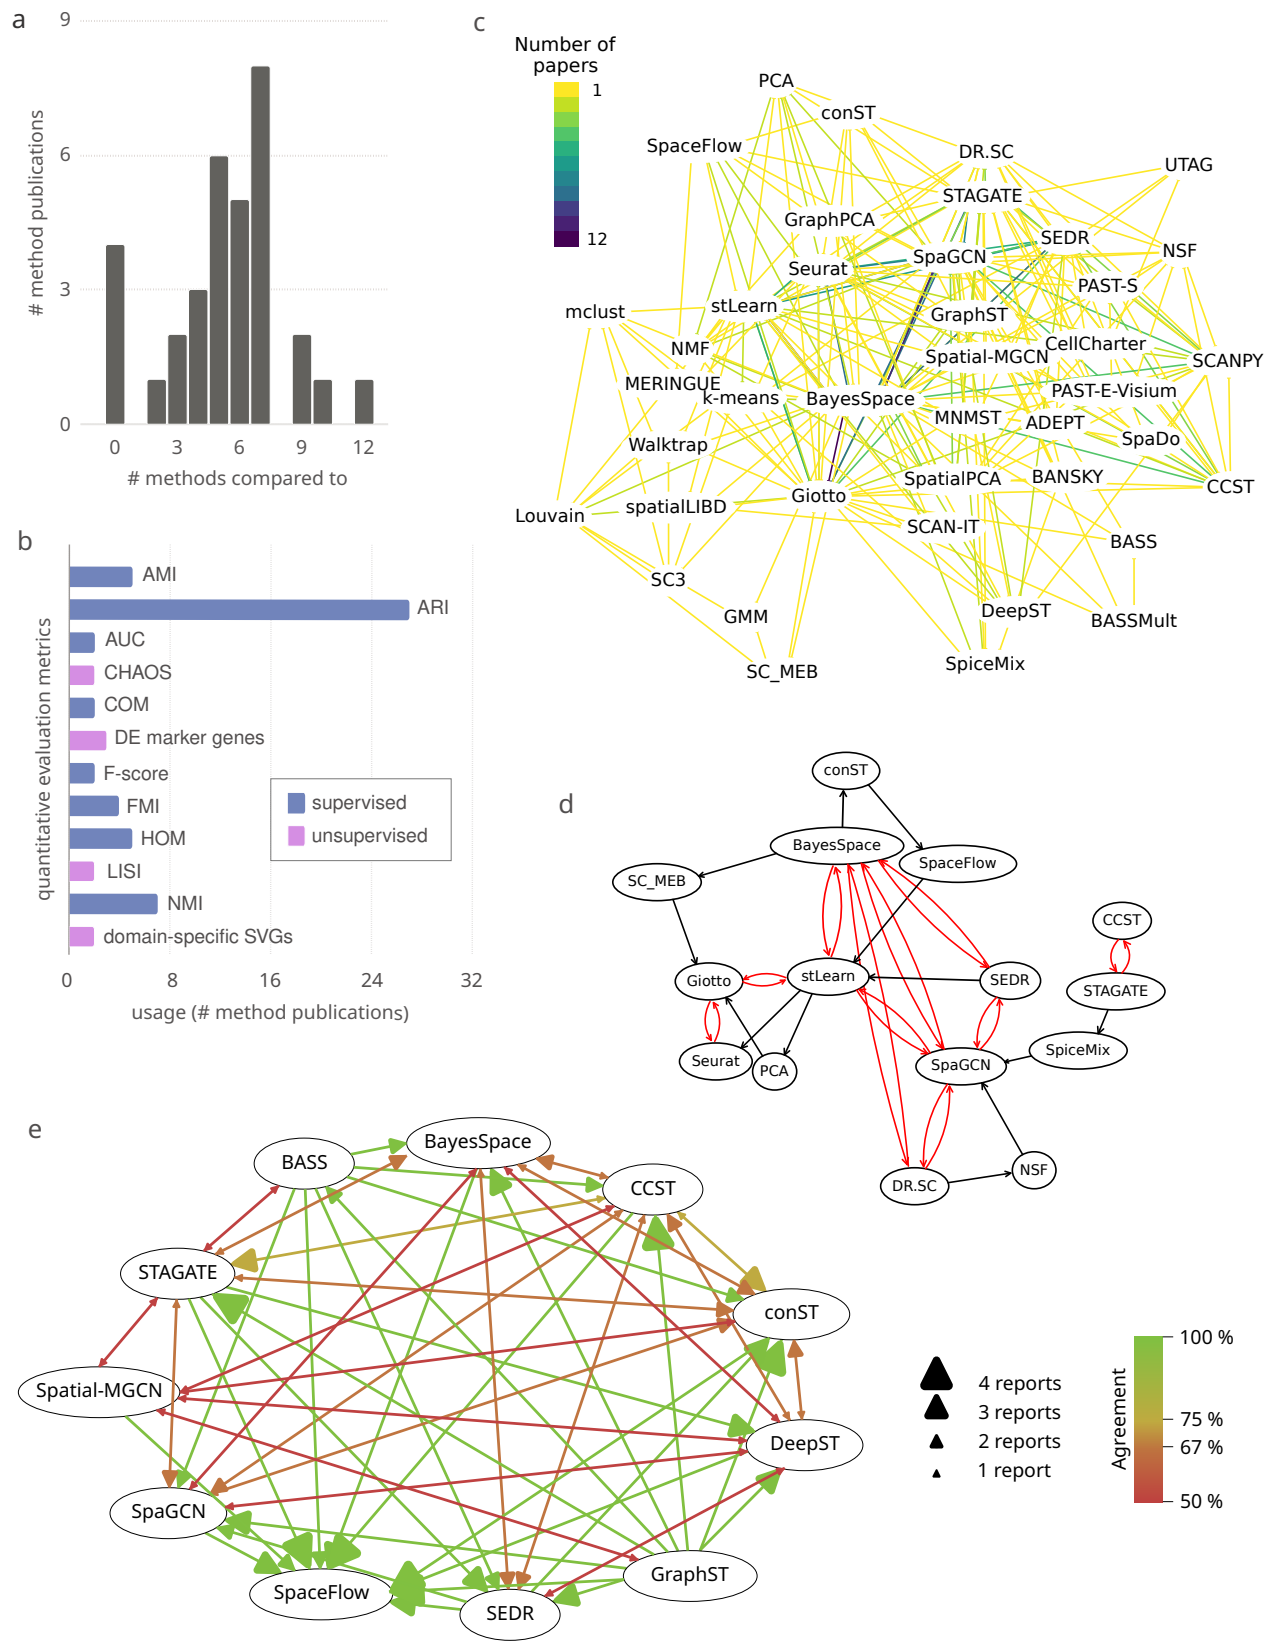 a
9
6
3
0
# method publications
0 3 6 9 12
# methods compared to
b
quantitative evaluation metrics
AMI
ARI
AUC
CHAOS
COM
DE marker genes
F-score
FMI
HOM
LISI
NMI
domain-specific SVGs
supervised
unsupervised
0 8 16 24 32
usage (# method publications)
c
Number of
papers
1
12
PCA
conST
SpaceFlow
DR.SC
UTAG
STAGATE
GraphPCA
SEDR
NSF
SpaGCN
Seurat
PAST-S
stLearn
mclust
GraphST
NMF
CellCharter
Spatial-MGCN
SCANPY
MERINGUE
k-means
BayesSpace
PAST-E-Visium
MNMST
ADEPT
SpaDo
Walktrap
SpatialPCA
BANSKY
CCST
Giotto
spatialLIBD
Louvain
SCAN-IT
BASS
SC3
GMM
DeepST
BASSMult
SC_MEB
SpiceMix
d
conST
BayesSpace
SpaceFlow
SC_MEB
CCST
Giotto
stLearn
SEDR
STAGATE
Seurat
PCA
SpaGCN
SpiceMix
DR.SC
NSF
e
BayesSpace
BASS
CCST
STAGATE
conST
Spatial-MGCN
DeepST
SpaGCN
SpaceFlow
SEDR
GraphST
4 reports
3 reports
2 reports
1 report
Agreement
100 %
75 %
67 %
50 %